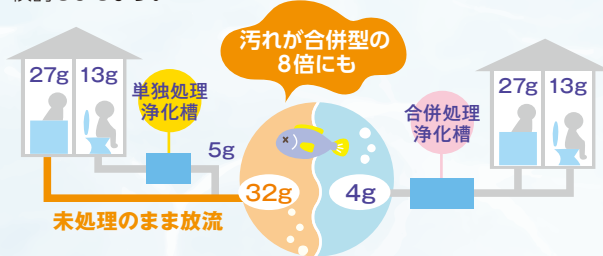 汚れが合併型の
8倍にも
27g 13g
単独処理
浄化槽
5g
32g
未処理のまま放流
4g
合併処理
浄化槽
27g 13g